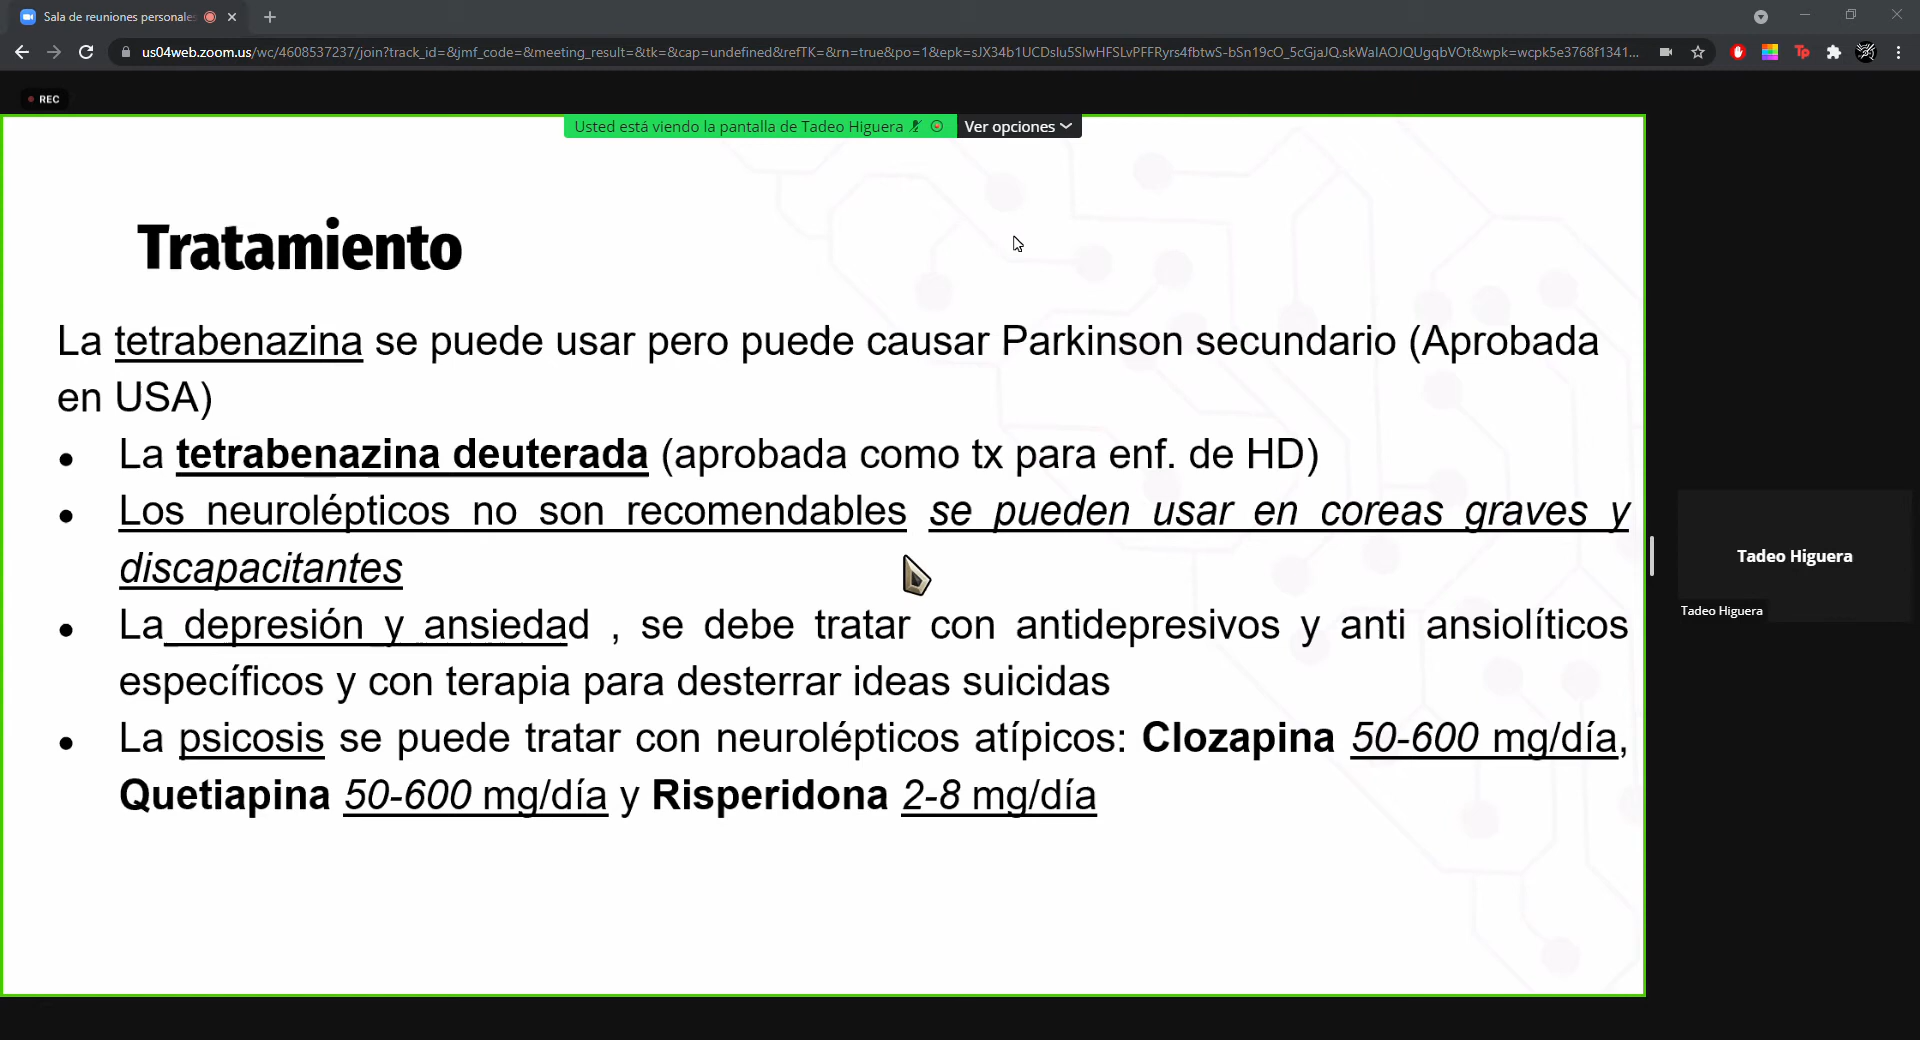 Sala de reuniones personales
us04web.zoom.us/wc/4608537237/join?track_id=&jmf_code=&meeting_result=&tk=&cap=undefined&refTK=&rn=true&po=1&epk=sJX34b1UCDslu5SlwHFSLvPFFRyrs4fbtwS-bSn19cO_5cGjaJQ.skWaIAOJQUgqbVOt&wpk=wcpk5e3768f1341...
REC
Usted está viendo la pantalla de Tadeo Higuera
Ver opciones
Tratamiento
La tetrabenazina se puede usar pero puede causar Parkinson secundario (Aprobada
en USA)
● La tetrabenazina deuterada (aprobada como tx para enf. de HD)
● Los neurolépticos no son recomendables se pueden usar en coreas graves y
discapacitantes
● La depresión y ansiedad , se debe tratar con antidepresivos y anti ansiolíticos
específicos y con terapia para desterrar ideas suicidas
● La psicosis se puede tratar con neurolépticos atípicos: Clozapina 50-600 mg/día,
Quetiapina 50-600 mg/día y Risperidona 2-8 mg/día
Tadeo Higuera
Tadeo Higuera